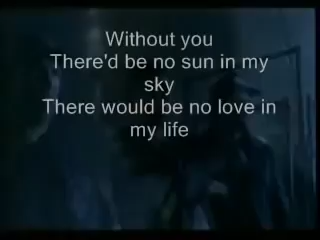 Without you
There'd be no sun in my
sky
There would be no love in
my life